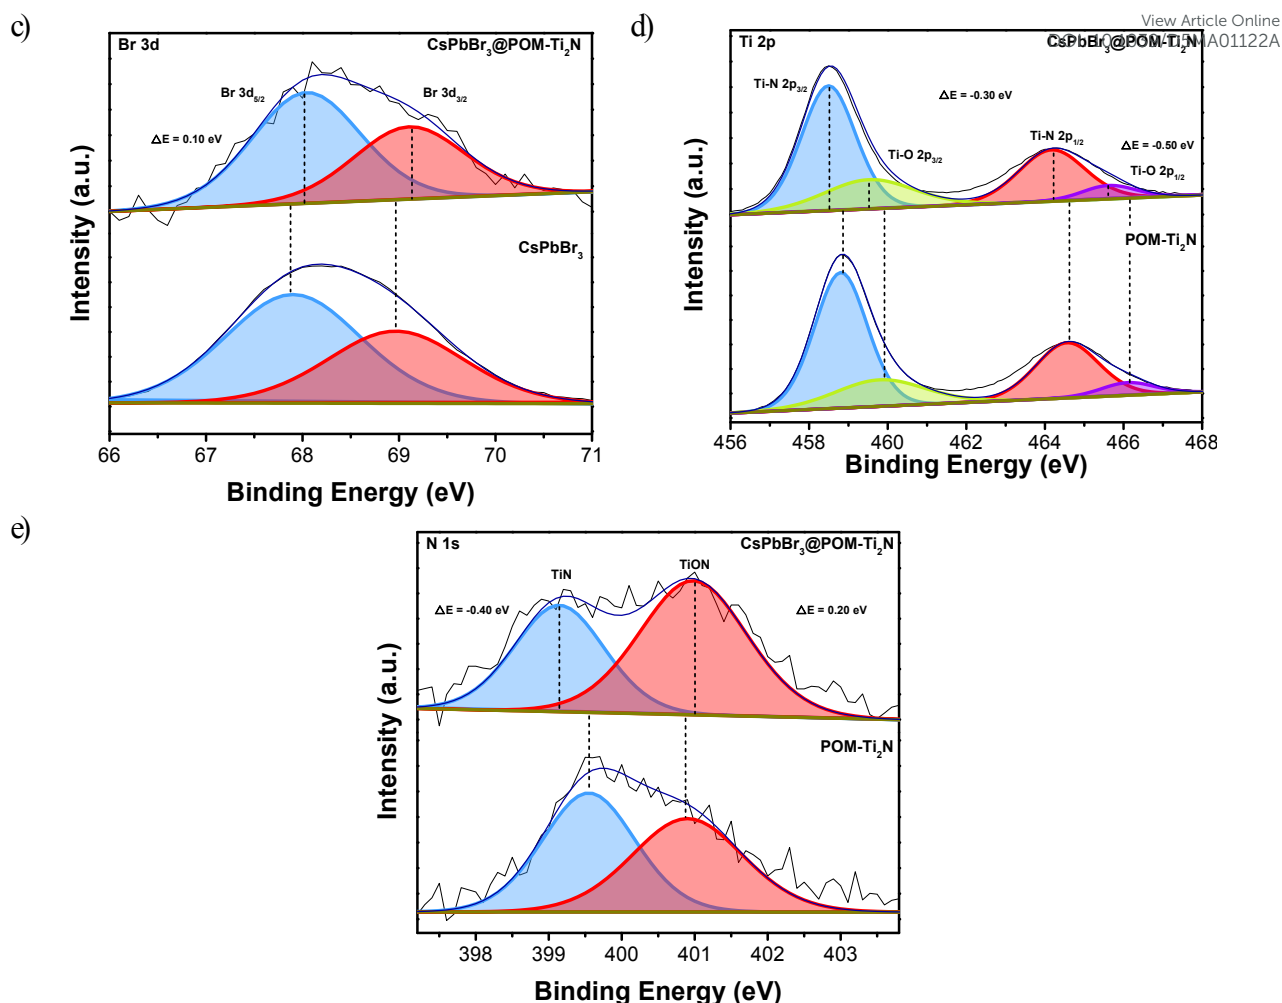 c)
Br 3d
CsPbBr₃@POM-Ti₂N
Br 3d₅/₂
Br 3d₃/₂
ΔE = 0.10 eV
CsPbBr₃
Intensity (a.u.)
66 67 68 69 70 71
Binding Energy (eV)
d)
View Article Online
Ti 2p
CsPbBr₃@POM-Ti₂N
Ti-N 2p₃/₂
ΔE = -0.30 eV
Ti-N 2p₁/₂
ΔE = -0.50 eV
Ti-O 2p₃/₂
Ti-O 2p₁/₂
POM-Ti₂N
Intensity (a.u.)
456 458 460 462 464 466 468
Binding Energy (eV)
e)
N 1s
CsPbBr₃@POM-Ti₂N
TiN
TiON
ΔE = -0.40 eV
ΔE = 0.20 eV
POM-Ti₂N
Intensity (a.u.)
398 399 400 401 402 403
Binding Energy (eV)